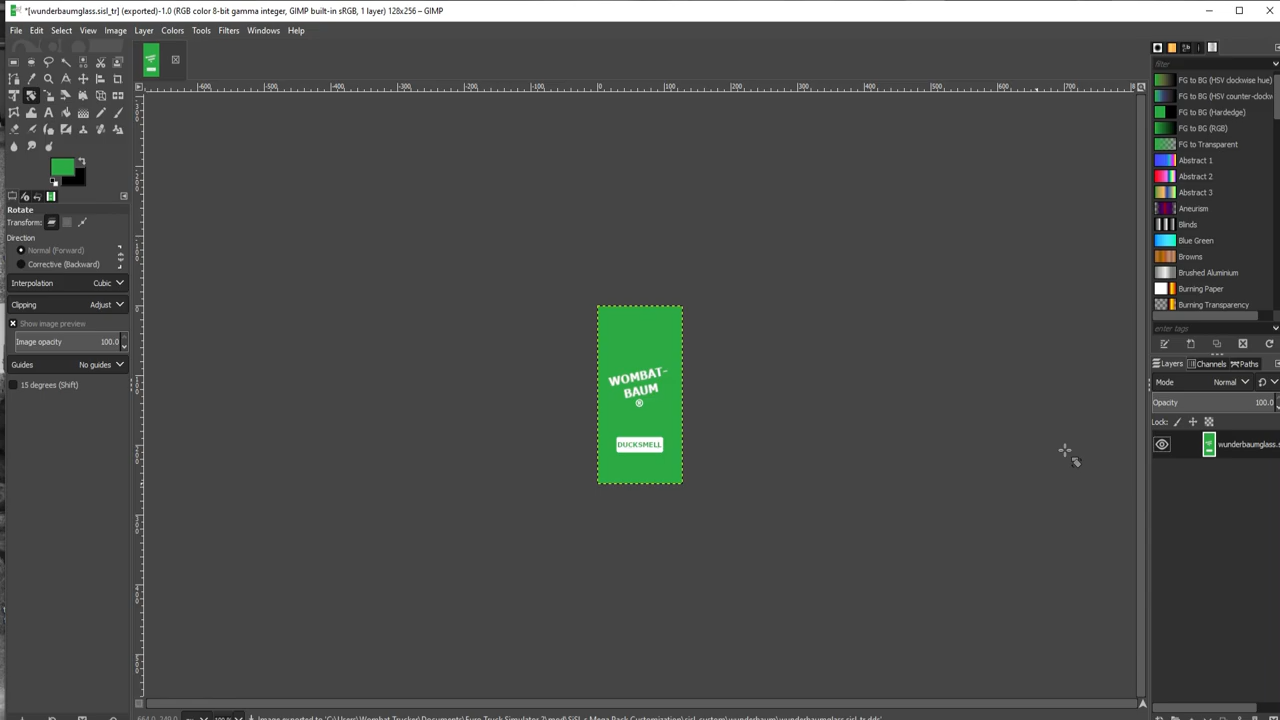 *[wunderbaumglass.sisl_tr] (exported)-1.0 (RGB color 8-bit gamma integer, GIMP built-in sRGB, 1 layer) 128x256 – GIMP
File Edit Select View Image Layer Colors Tools Filters Windows Help
filter
FG to BG (HSV clockwise hue)
FG to BG (HSV counter-clockw
FG to BG (Hardedge)
FG to BG (RGB)
FG to Transparent
Abstract 1
Abstract 2
Abstract 3
Aneurism
Blinds
Blue Green
Browns
Brushed Aluminium
Burning Paper
Burning Transparency
enter tags
Rotate
Transform:
Direction
Normal (Forward)
Corrective (Backward)
Interpolation Cubic
Clipping Adjust
Show image preview
Image opacity 100.0
Guides No guides
15 degrees (Shift)
WOMBAT-
BAUM
®
DUCKSMELL
Layers Channels Paths
Mode Normal
Opacity 100.0
Lock:
wunderbaumglass.s